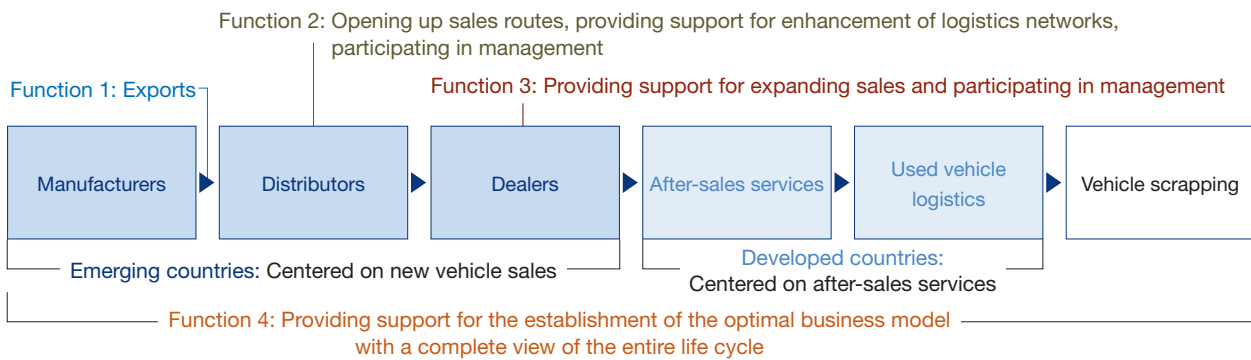 Function 2: Opening up sales routes, providing support for enhancement of logistics networks,
participating in management
Function 1: Exports
Function 3: Providing support for expanding sales and participating in management
Manufacturers
Distributors
Dealers
After-sales services
Used vehicle
logistics
Vehicle scrapping
Emerging countries: Centered on new vehicle sales
Developed countries:
Centered on after-sales services
Function 4: Providing support for the establishment of the optimal business model
with a complete view of the entire life cycle